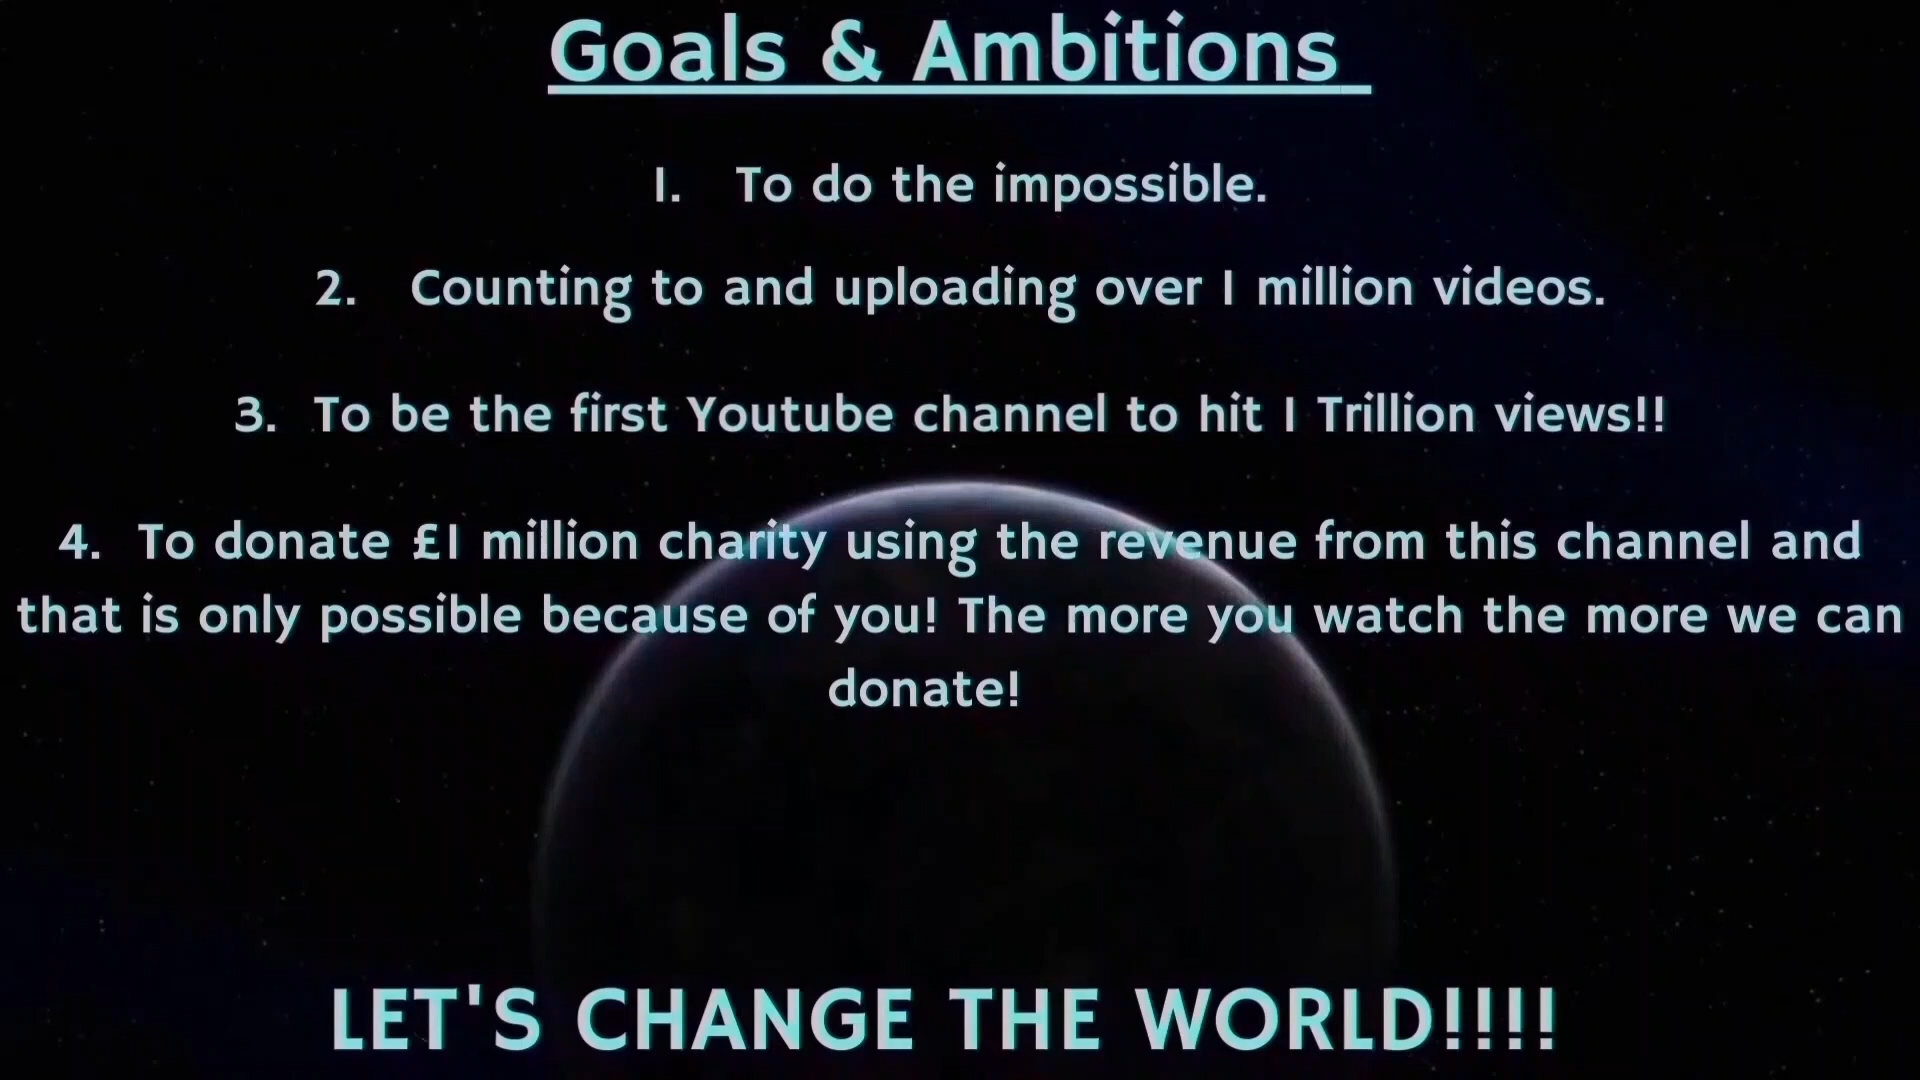 Goals & Ambitions
1. To do the impossible.
2. Counting to and uploading over 1 million videos.
3. To be the first Youtube channel to hit 1 Trillion views!!
4. To donate £1 million charity using the revenue from this channel and
that is only possible because of you! The more you watch the more we can
donate!
LET'S CHANGE THE WORLD!!!!